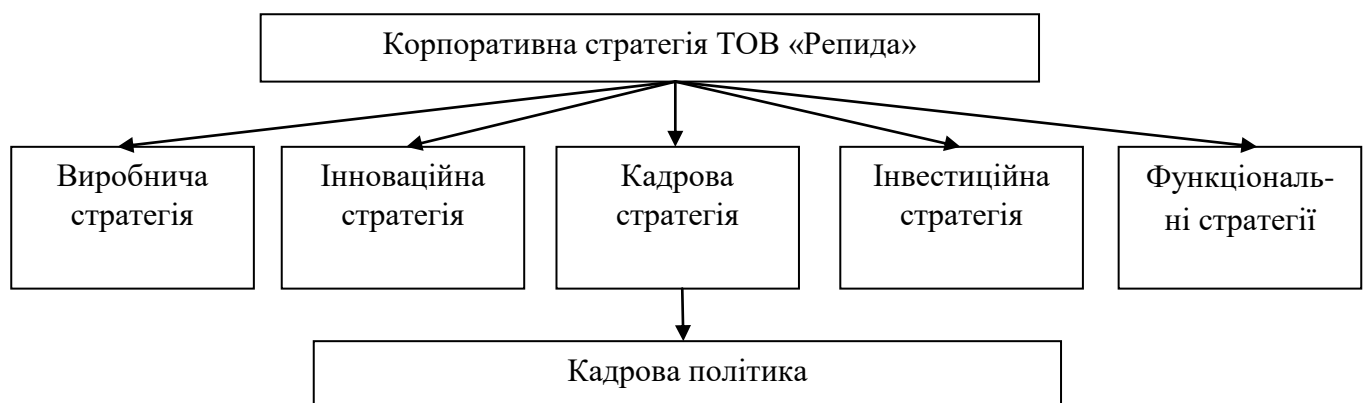 Корпоративна стратегія ТОВ «Репида»
Виробнича
стратегія
Інноваційна
стратегія
Кадрова
стратегія
Інвестиційна
стратегія
Функціональ-
ні стратегії
Кадрова політика